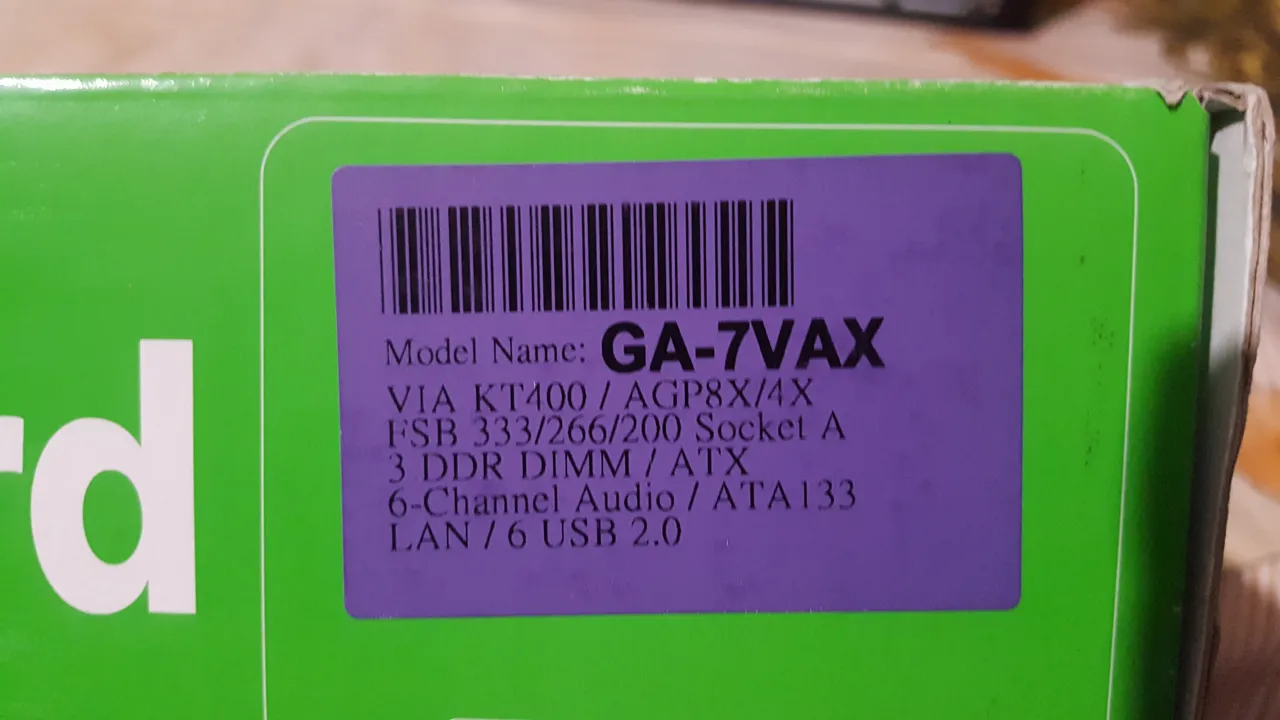 rd
Model Name: GA-7VAX
VIA KT400 / AGP8X/4X
FSB 333/266/200 Socket A
3 DDR DIMM / ATX
6-Channel Audio / ATA133
LAN / 6 USB 2.0